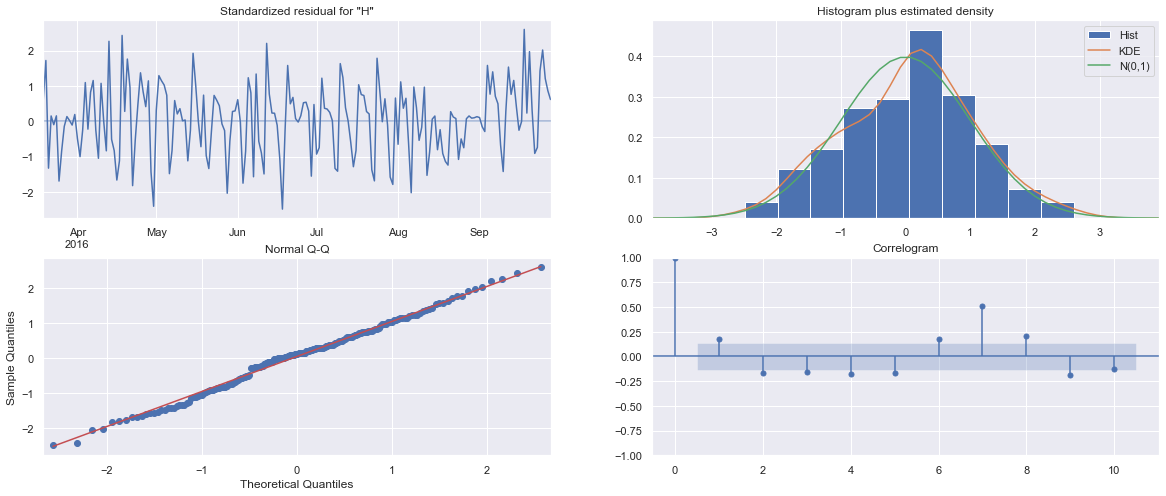 Standardized residual for "H"
2
1
0
−1
−2
Apr
2016
May
Jun
Jul
Aug
Sep
Histogram plus estimated density
Hist
KDE
N(0,1)
0.4
0.3
0.2
0.1
0.0
−3 −2 −1 0 1 2 3
Normal Q-Q
Sample Quantiles
2
1
0
−1
−2
−2 −1 0 1 2
Theoretical Quantiles
Correlogram
1.00
0.75
0.50
0.25
0.00
−0.25
−0.50
−0.75
−1.00
0 2 4 6 8 10